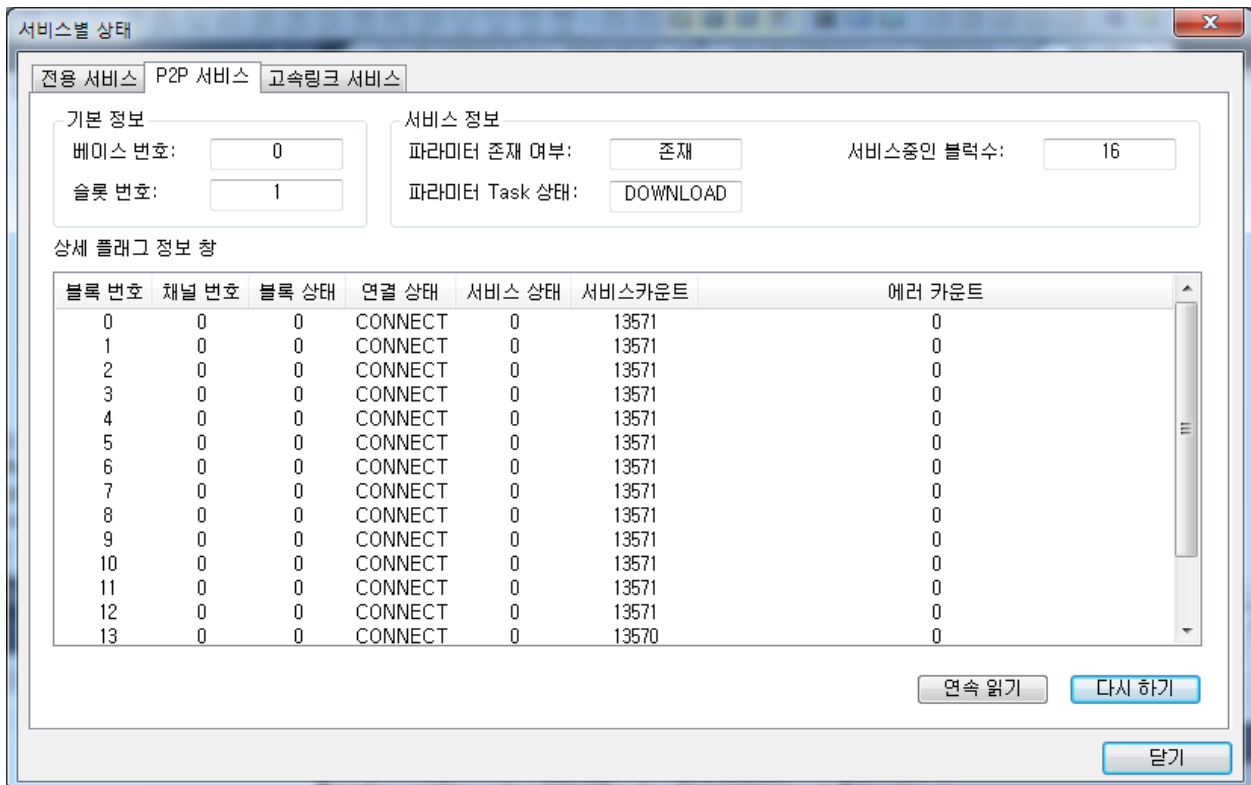 서비스별 상태
전용 서비스 P2P 서비스 고속링크 서비스
기본 정보
베이스 번호: 0
슬롯 번호: 1
서비스 정보
파라미터 존재 여부: 존재 서비스중인 블럭수: 16
파라미터 Task 상태: DOWNLOAD
상세 플래그 정보 창
블록 번호 채널 번호 블록 상태 연결 상태 서비스 상태 서비스카운트 에러 카운트
0 0 0 CONNECT 0 13571 0
1 0 0 CONNECT 0 13571 0
2 0 0 CONNECT 0 13571 0
3 0 0 CONNECT 0 13571 0
4 0 0 CONNECT 0 13571 0
5 0 0 CONNECT 0 13571 0
6 0 0 CONNECT 0 13571 0
7 0 0 CONNECT 0 13571 0
8 0 0 CONNECT 0 13571 0
9 0 0 CONNECT 0 13571 0
10 0 0 CONNECT 0 13571 0
11 0 0 CONNECT 0 13571 0
12 0 0 CONNECT 0 13571 0
13 0 0 CONNECT 0 13570 0
연속 읽기 다시 하기
닫기